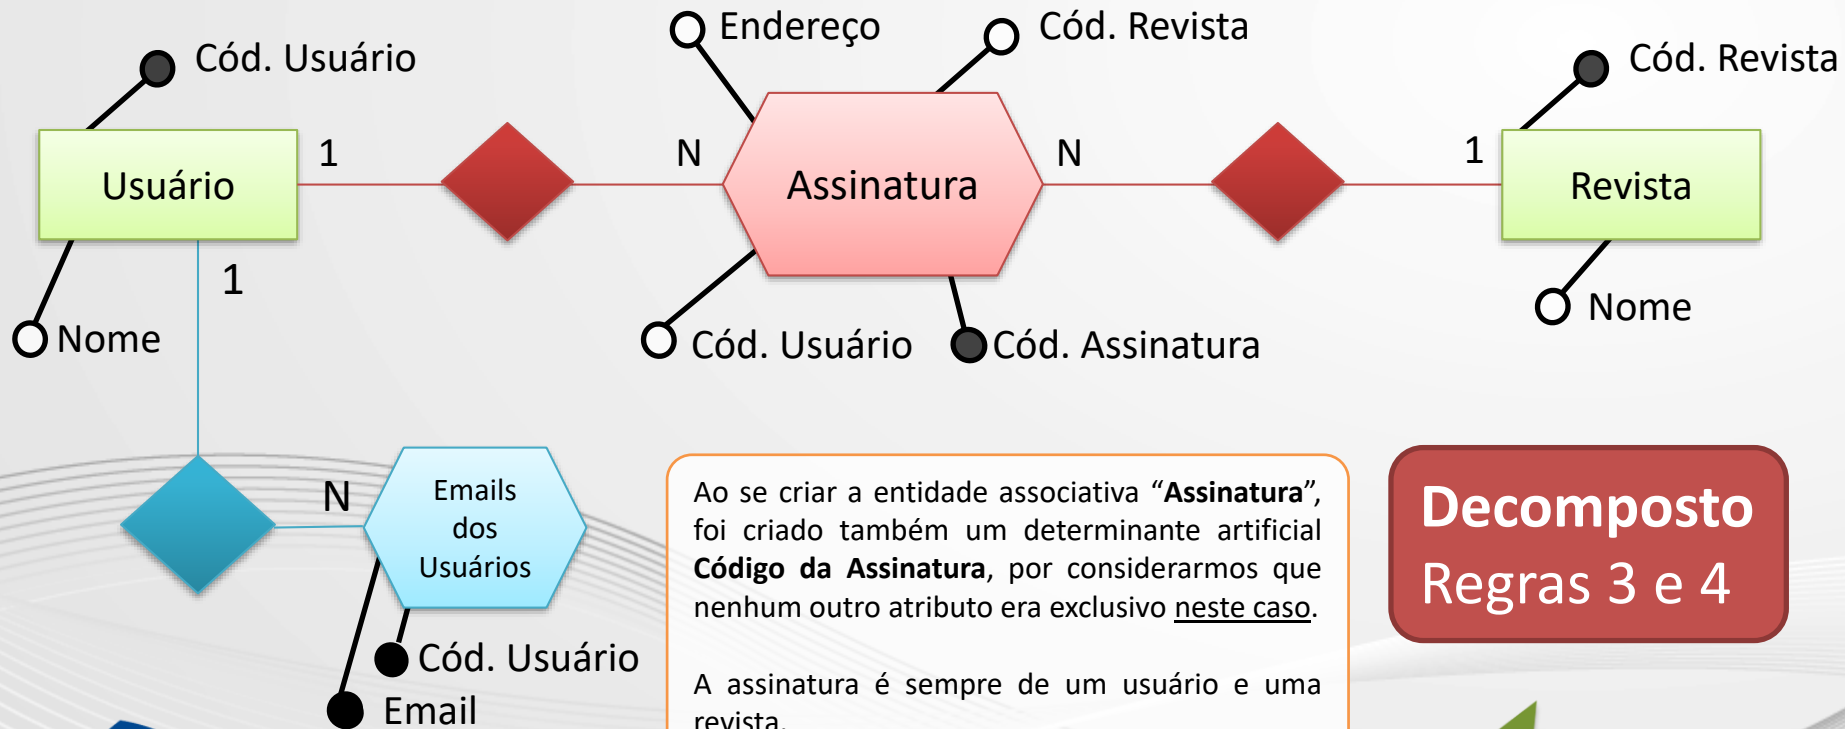 Endereço
Cód. Revista
Cód. Usuário
Cód. Revista
Usuário
1
N
Assinatura
N
1
Revista
1
Nome
Cód. Usuário
Cód. Assinatura
Nome
N
Emails
dos
Usuários
Cód. Usuário
Email
Ao se criar a entidade associativa “Assinatura”,
foi criado também um determinante artificial
Código da Assinatura, por considerarmos que
nenhum outro atributo era exclusivo neste caso.
A assinatura é sempre de um usuário e uma
revista.
Decomposto
Regras 3 e 4